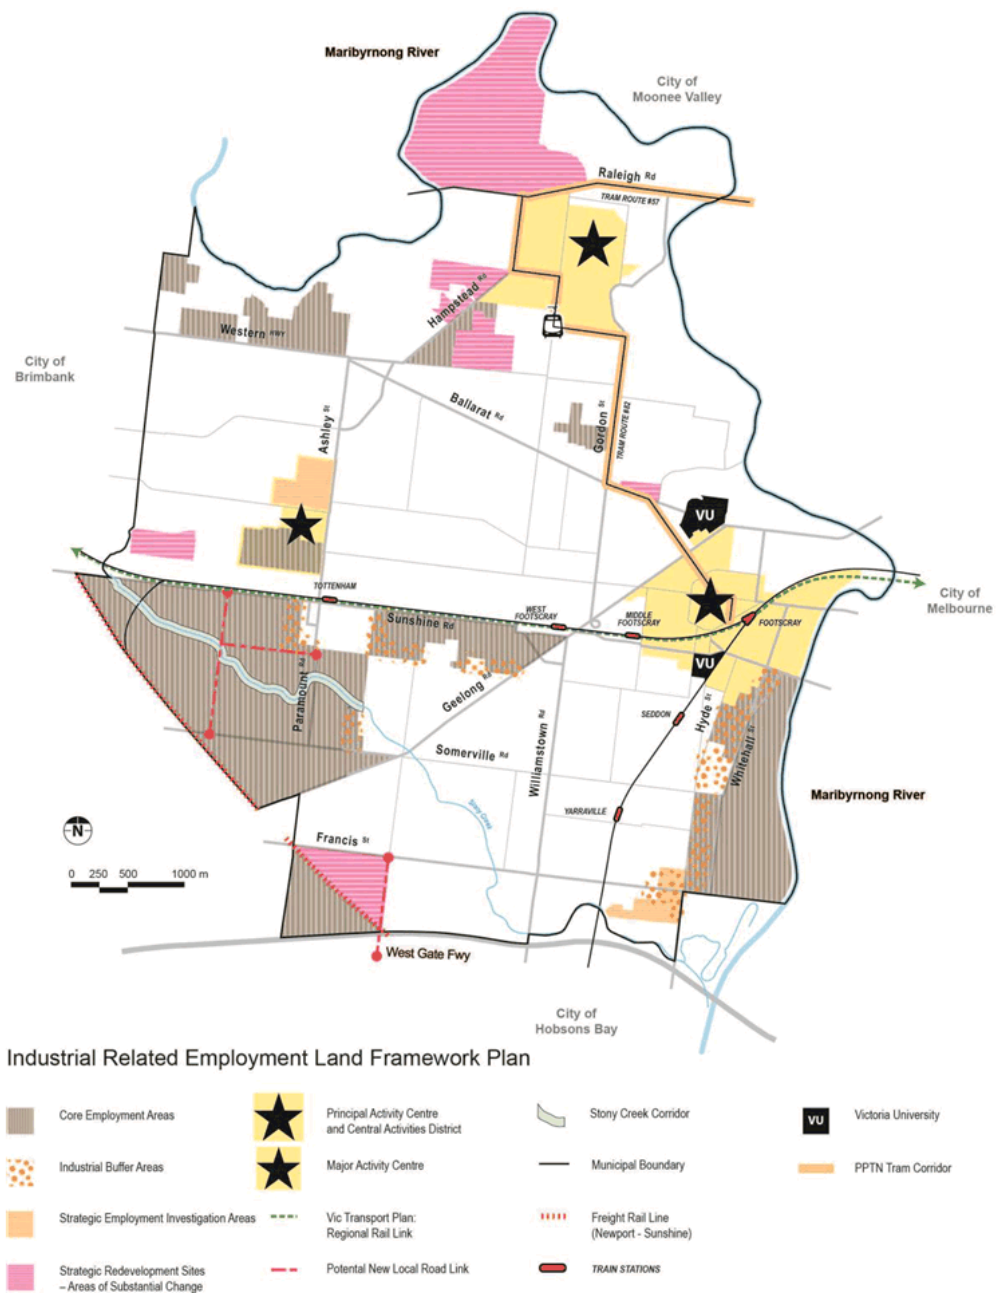 Maribyrnong River
City of
Moonee Valley
Raleigh Rd
TRAM ROUTE #57
Hampstead Rd
Western HWY
City of
Brimbank
Ballarat Rd
Ashley St
Gordon St
TRAM ROUTE #82
VU
TOTTENHAM
Sunshine Rd
WEST
FOOTSCRAY
MIDDLE
FOOTSCRAY
FOOTSCRAY
City of
Melbourne
VU
Paramount Rd
Geelong Rd
SEDDON
Hyde St
Whitehall St
Somerville Rd
Williamstown Rd
Stony Creek
YARRAVILLE
Maribyrnong River
N
Francis St
0 250 500 1000 m
West Gate Fwy
City of
Hobsons Bay
Industrial Related Employment Land Framework Plan
Core Employment Areas
Industrial Buffer Areas
Strategic Employment Investigation Areas
Strategic Redevelopment Sites
– Areas of Substantial Change
Principal Activity Centre
and Central Activities District
Major Activity Centre
Vic Transport Plan:
Regional Rail Link
Potental New Local Road Link
Stony Creek Corridor
Municipal Boundary
Freight Rail Line
(Newport - Sunshine)
TRAIN STATIONS
VU
Victoria University
PPTN Tram Corridor